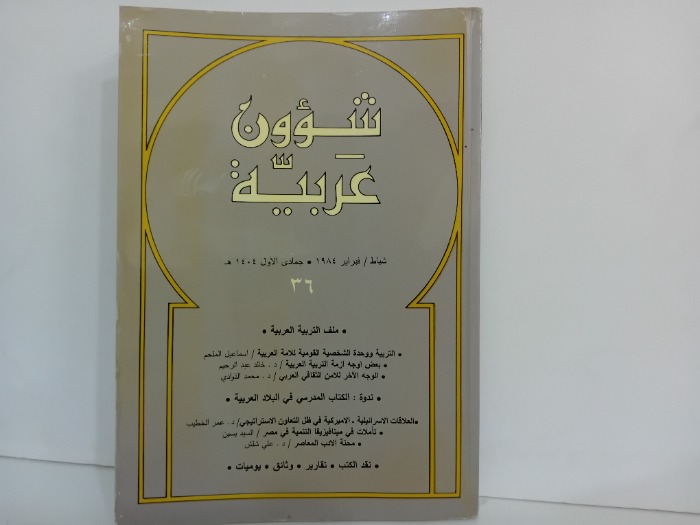 شؤون
عَربيّة
شباط / فبراير ١٩٨٤ • جمادى الاول ١٤٠٤ هـ
٣٦
• ملف التربية العربية •
• التربية ووحدة الشخصية القومية للامة العربية / اسماعيل الملحم
• بعض اوجه ازمة التربية العربية / د. خالد عبد الرحيم
• الوجه الآخر للامن الثقافي العربي / د. محمد الذوادي
• ندوة : الكتاب المدرسي في البلاد العربية •
•العلاقات الاسرائيلية - الاميركية في ظل التعاون الاستراتيجي/ د. عمر الخطيب
• تأملات في ميتافيزيقا التنمية في مصر / السيد يسين
• محنة الادب المعاصر / د. علي شلش
• نقد الكتب • تقارير • وثائق • يوميات •